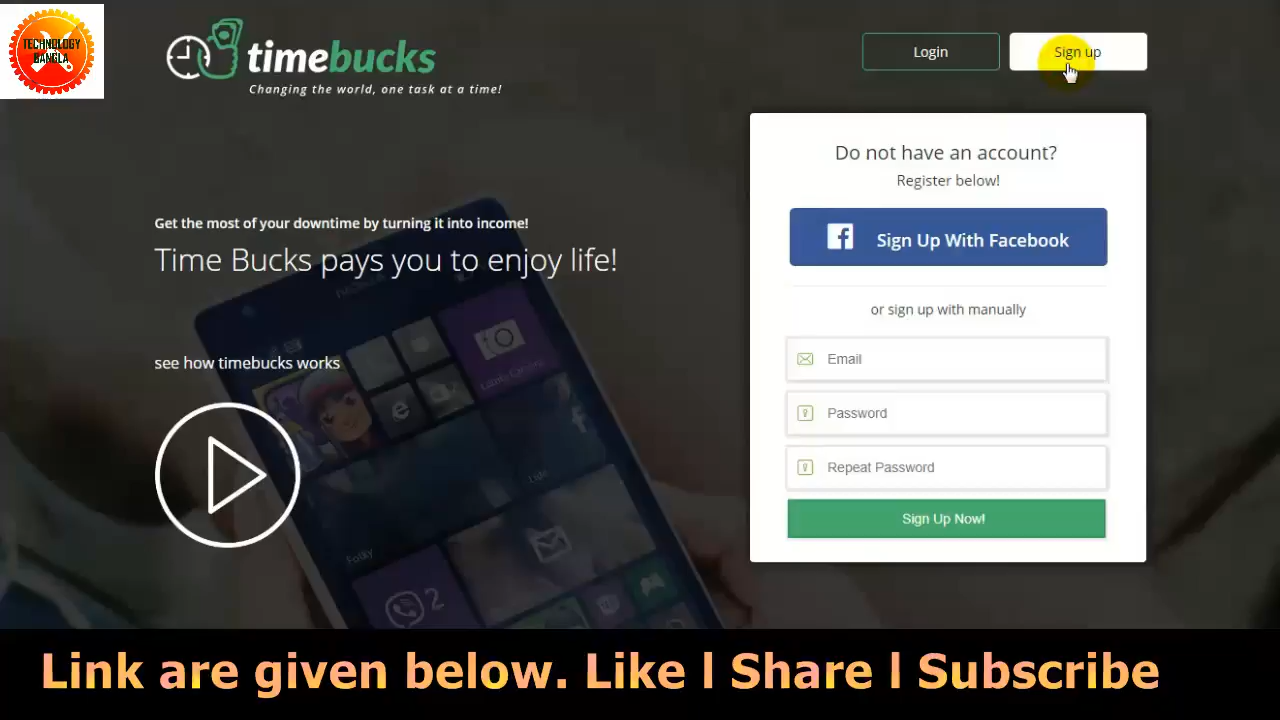 TECHNOLOGY
BANGLA
timebucks
Changing the world, one task at a time!
Login
Sign up
Do not have an account?
Register below!
Get the most of your downtime by turning it into income!
Time Bucks pays you to enjoy life!
Sign Up With Facebook
or sign up with manually
see how timebucks works
Email
Password
Repeat Password
Sign Up Now!
Folky
2
Link are given below. Like l Share l Subscribe